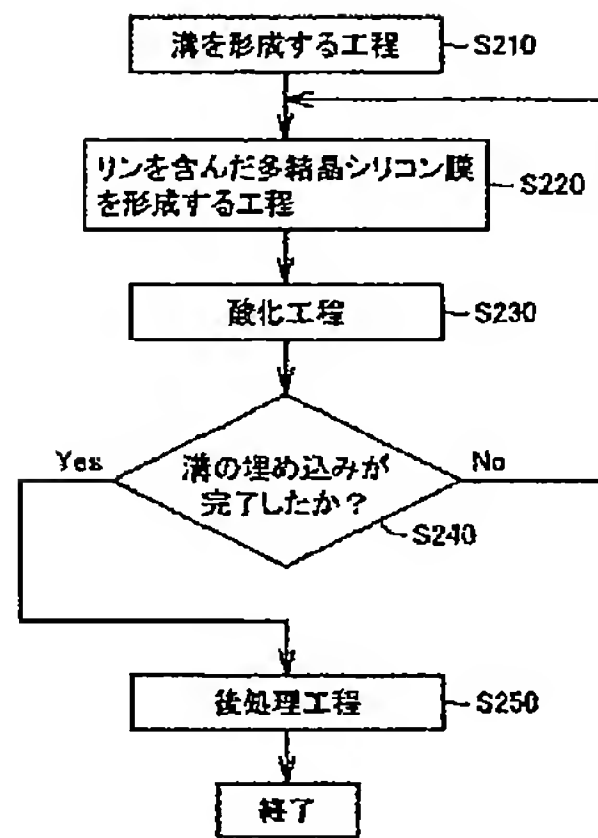 溝を形成する工程
S210
リンを含んだ多結晶シリコン膜
を形成する工程
S220
酸化工程
S230
溝の埋め込みが
完了したか？
Yes
No
S240
後処理工程
S250
終了